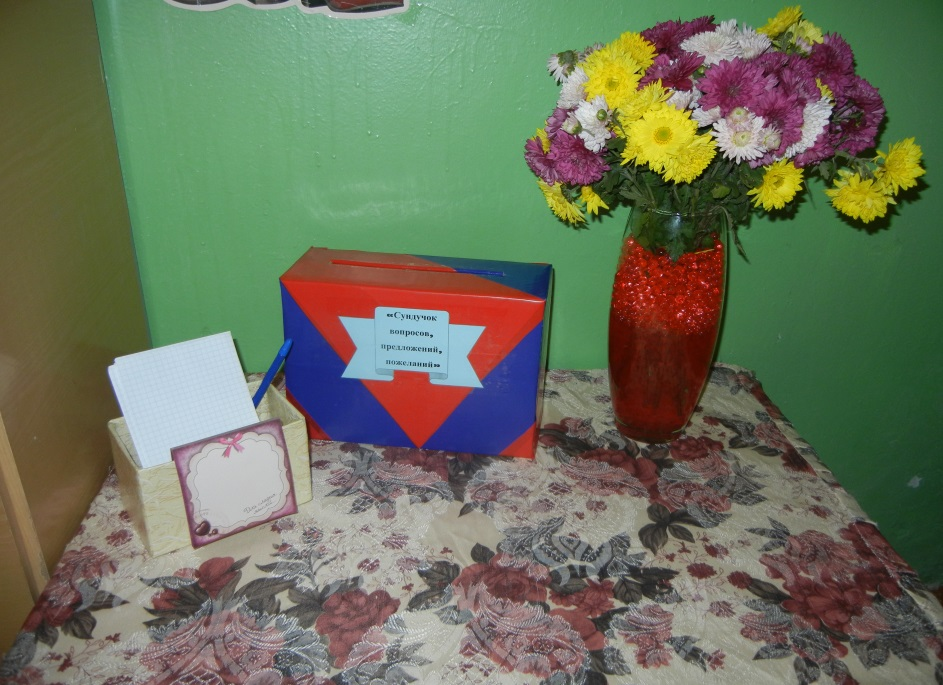 «Сундучок
вопросов,
предложений,
пожеланий»